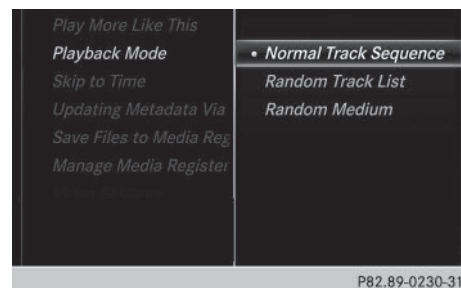 Play More Like This
Playback Mode
Skip to Time
Updating Metadata Via
Save Files to Media Reg
Manage Media Register
• Normal Track Sequence
Random Track List
Random Medium
P82.89-0230-31